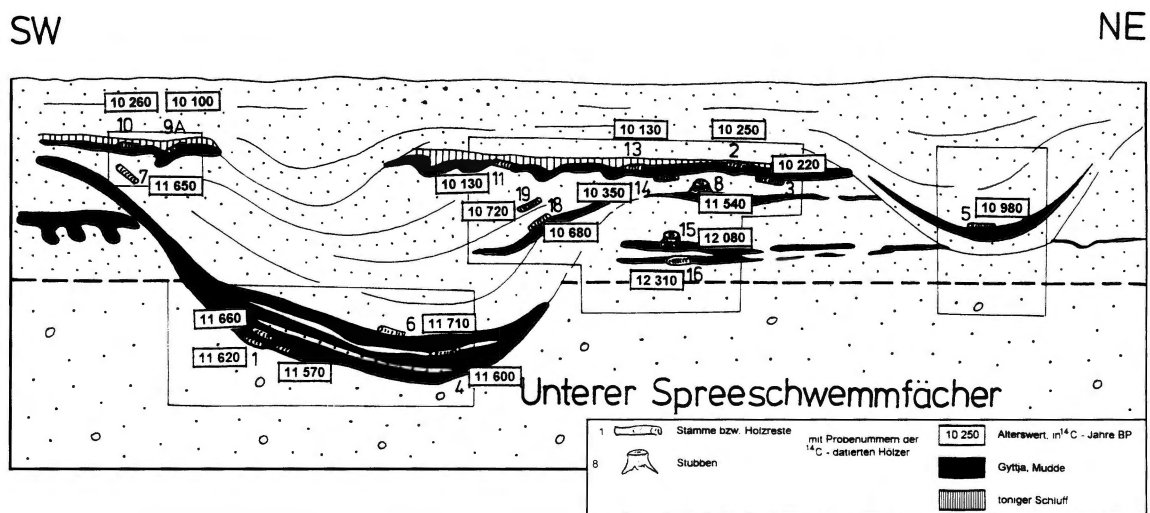 SW NE
10 260 10 100
10 9A
10 130 10 250
13 2
10 220
7 11 650
10 130 11 14 8 3
10 350
11 540
19
10 720 18
10 680
5 10 980
15 12 080
12 310 16
11 660 6 11 710
11 620 1
11 570 4 11 600
Unterer Spreeschwemmfächer
1 Stämme bzw. Holzreste
8 Stubben
mit Probenummern der
14C - datierten Hölzer
10 250 Alterswert, in 14C - Jahre BP
Gyttja, Mudde
toniger Schluff